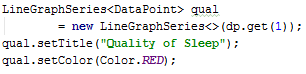 LineGraphSeries<DataPoint> qual
= new LineGraphSeries<>(dp.get(1));
qual.setTitle("Quality of Sleep");
qual.setColor(Color.RED);